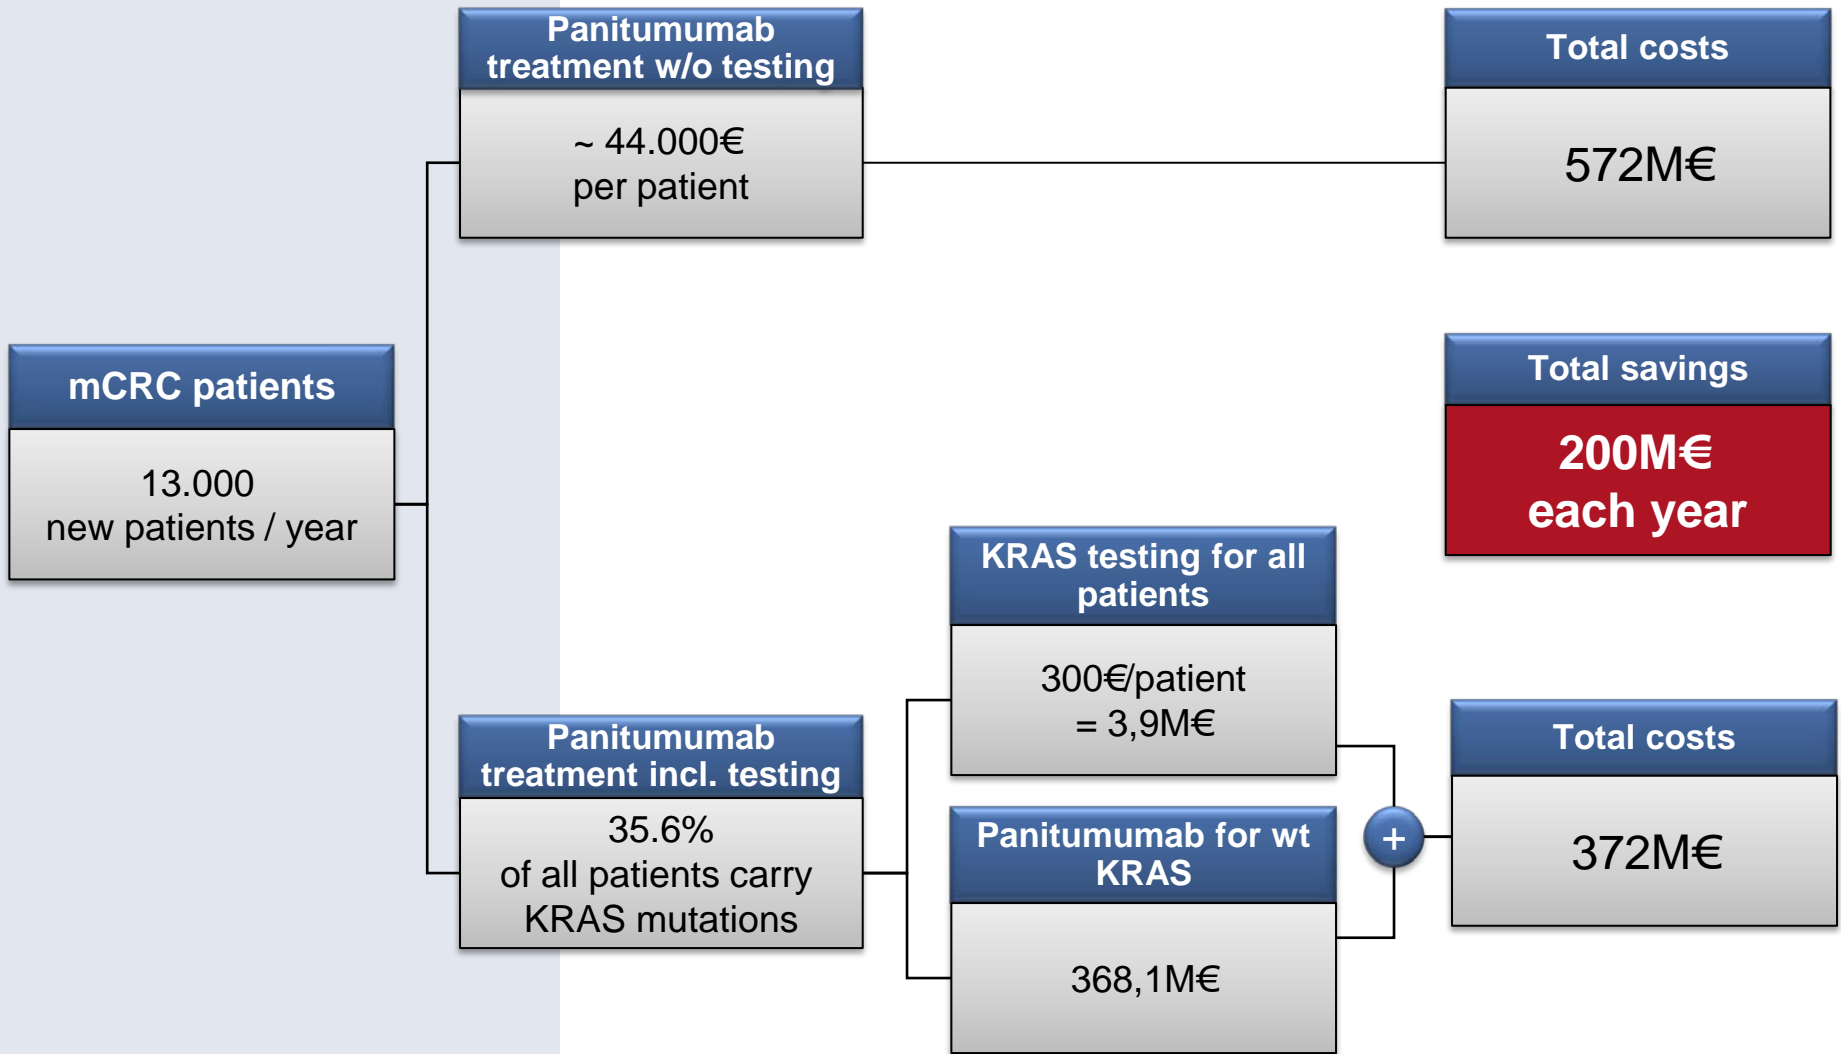 Panitumumab
treatment w/o testing
~ 44.000€
per patient
Total costs
572M€
mCRC patients
13.000
new patients / year
Total savings
200M€
each year
KRAS testing for all
patients
300€/patient
= 3,9M€
Panitumumab
treatment incl. testing
35.6%
of all patients carry
KRAS mutations
Panitumumab for wt
KRAS
368,1M€
+
Total costs
372M€